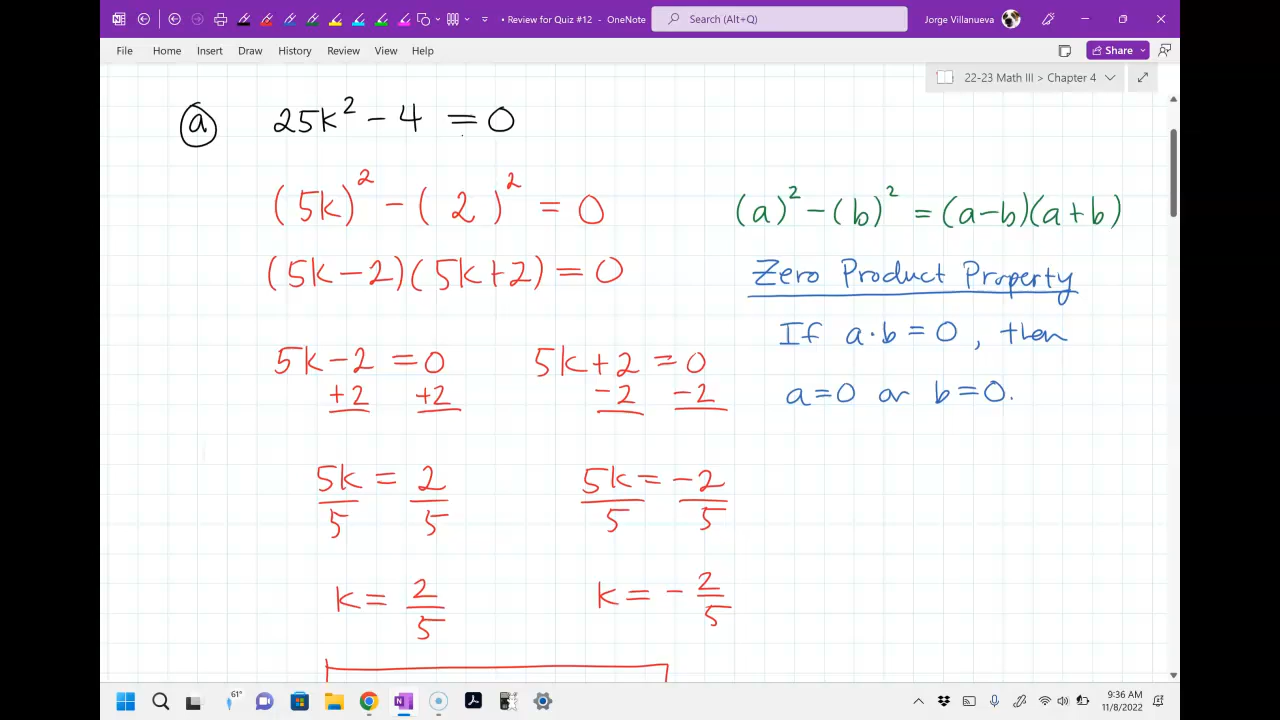 Review for Quiz #12 - OneNote
Search (Alt+Q)
Jorge Villanueva
File Home Insert Draw History Review View Help
Share
22-23 Math III > Chapter 4
(a) 25k² - 4 = 0
(5k)² - ( 2 )² = 0
(a)² - (b)² = (a-b)(a+b)
(5k-2)(5k+2) = 0
Zero Product Property
If a·b = 0, then
5k-2 = 0 5k+2 = 0
+2 +2 -2 -2
a=0 or b=0.
5k/5 = 2/5 5k/5 = -2/5
k = 2/5 k = - 2/5
61°
9:36 AM
11/8/2022